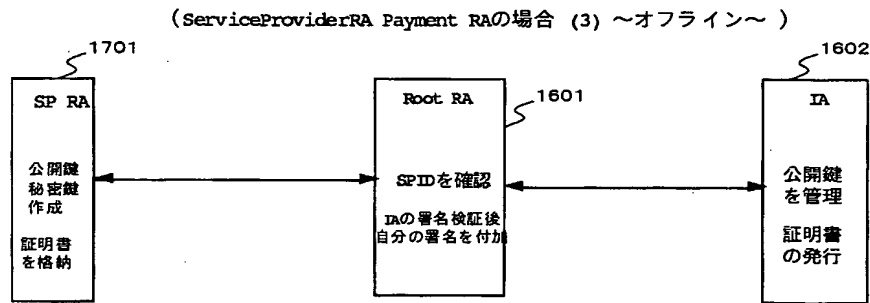 （ServiceProviderRA Payment RAの場合 (3) ～オフライン～ ）
1701
SP RA
公開鍵
秘密鍵
作成
証明書
を格納
Root RA
1601
SPIDを確認
IAの署名検証後
自分の署名を付加
1602
IA
公開鍵
を管理
証明書
の発行